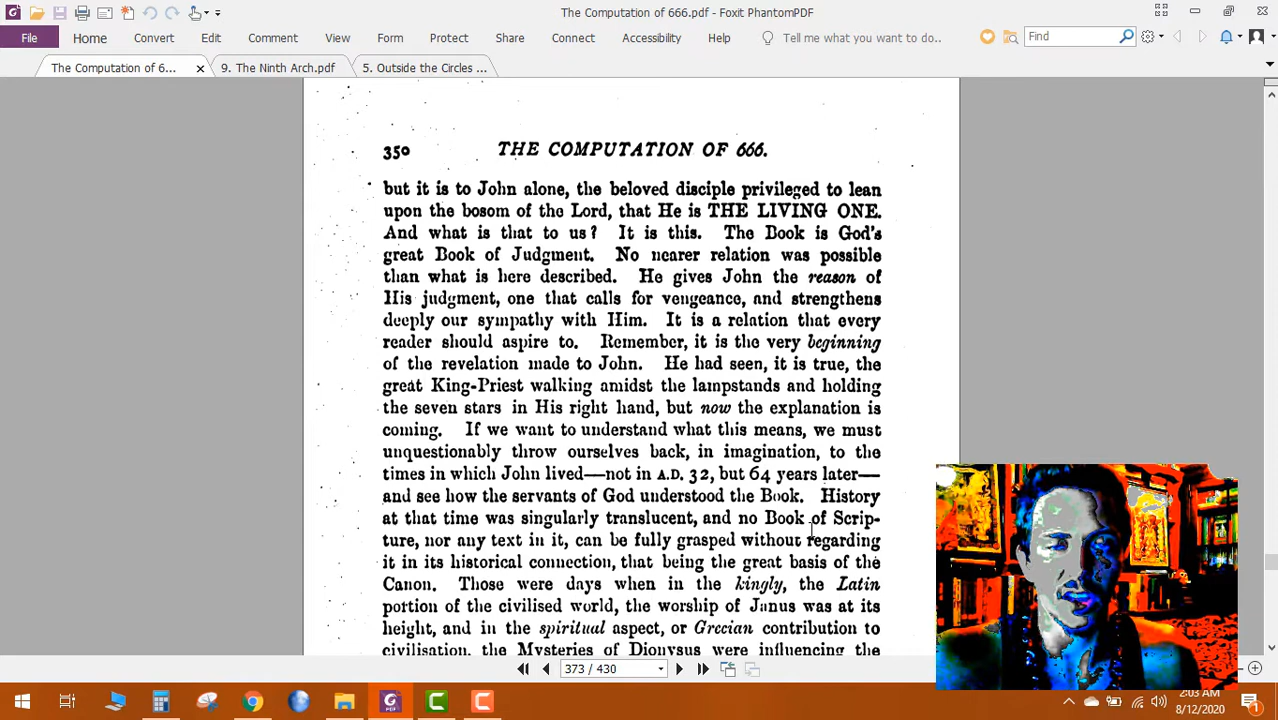 The Computation of 666.pdf - Foxit PhantomPDF
File Home Convert Edit Comment View Form Protect Share Connect Accessibility Help Tell me what you want to do.. Find
The Computation of 6... 9. The Ninth Arch.pdf 5. Outside the Circles ...
350 THE COMPUTATION OF 666.
but it is to John alone, the beloved disciple privileged to lean
upon the bosom of the Lord, that He is THE LIVING ONE.
And what is that to us? It is this. The Book is God's
great Book of Judgment. No nearer relation was possible
than what is here described. He gives John the reason of
His judgment, one that calls for vengeance, and strengthens
deeply our sympathy with Him. It is a relation that every
reader should aspire to. Remember, it is the very beginning
of the revelation made to John. He had seen, it is true, the
great King-Priest walking amidst the lampstands and holding
the seven stars in His right hand, but now the explanation is
coming. If we want to understand what this means, we must
unquestionably throw ourselves back, in imagination, to the
times in which John lived—not in A.D. 32, but 64 years later—
and see how the servants of God understood the Book. History
at that time was singularly translucent, and no Book of Scrip-
ture, nor any text in it, can be fully grasped without regarding
it in its historical connection, that being the great basis of the
Canon. Those were days when in the kingly, the Latin
portion of the civilised world, the worship of Janus was at its
height, and in the spiritual aspect, or Grecian contribution to
civilisation, the Mysteries of Dionysus were influencing the
373 / 430
2:03 AM
8/12/2020